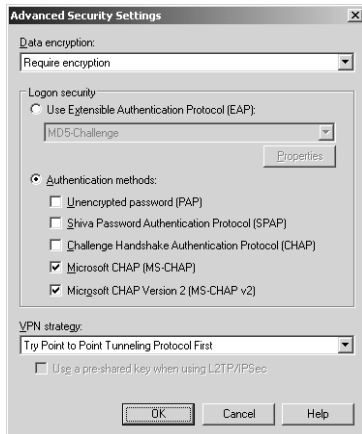 Advanced Security Settings
Data encryption:
Require encryption
Logon security
Use Extensible Authentication Protocol (EAP):
MD5-Challenge
Properties
Authentication methods:
Unencrypted password (PAP)
Shiva Password Authentication Protocol (SPAP)
Challenge Handshake Authentication Protocol (CHAP)
Microsoft CHAP (MS-CHAP)
Microsoft CHAP Version 2 (MS-CHAP v2)
VPN strategy:
Try Point to Point Tunneling Protocol First
Use a pre-shared key when using L2TP/IPSec
OK Cancel Help